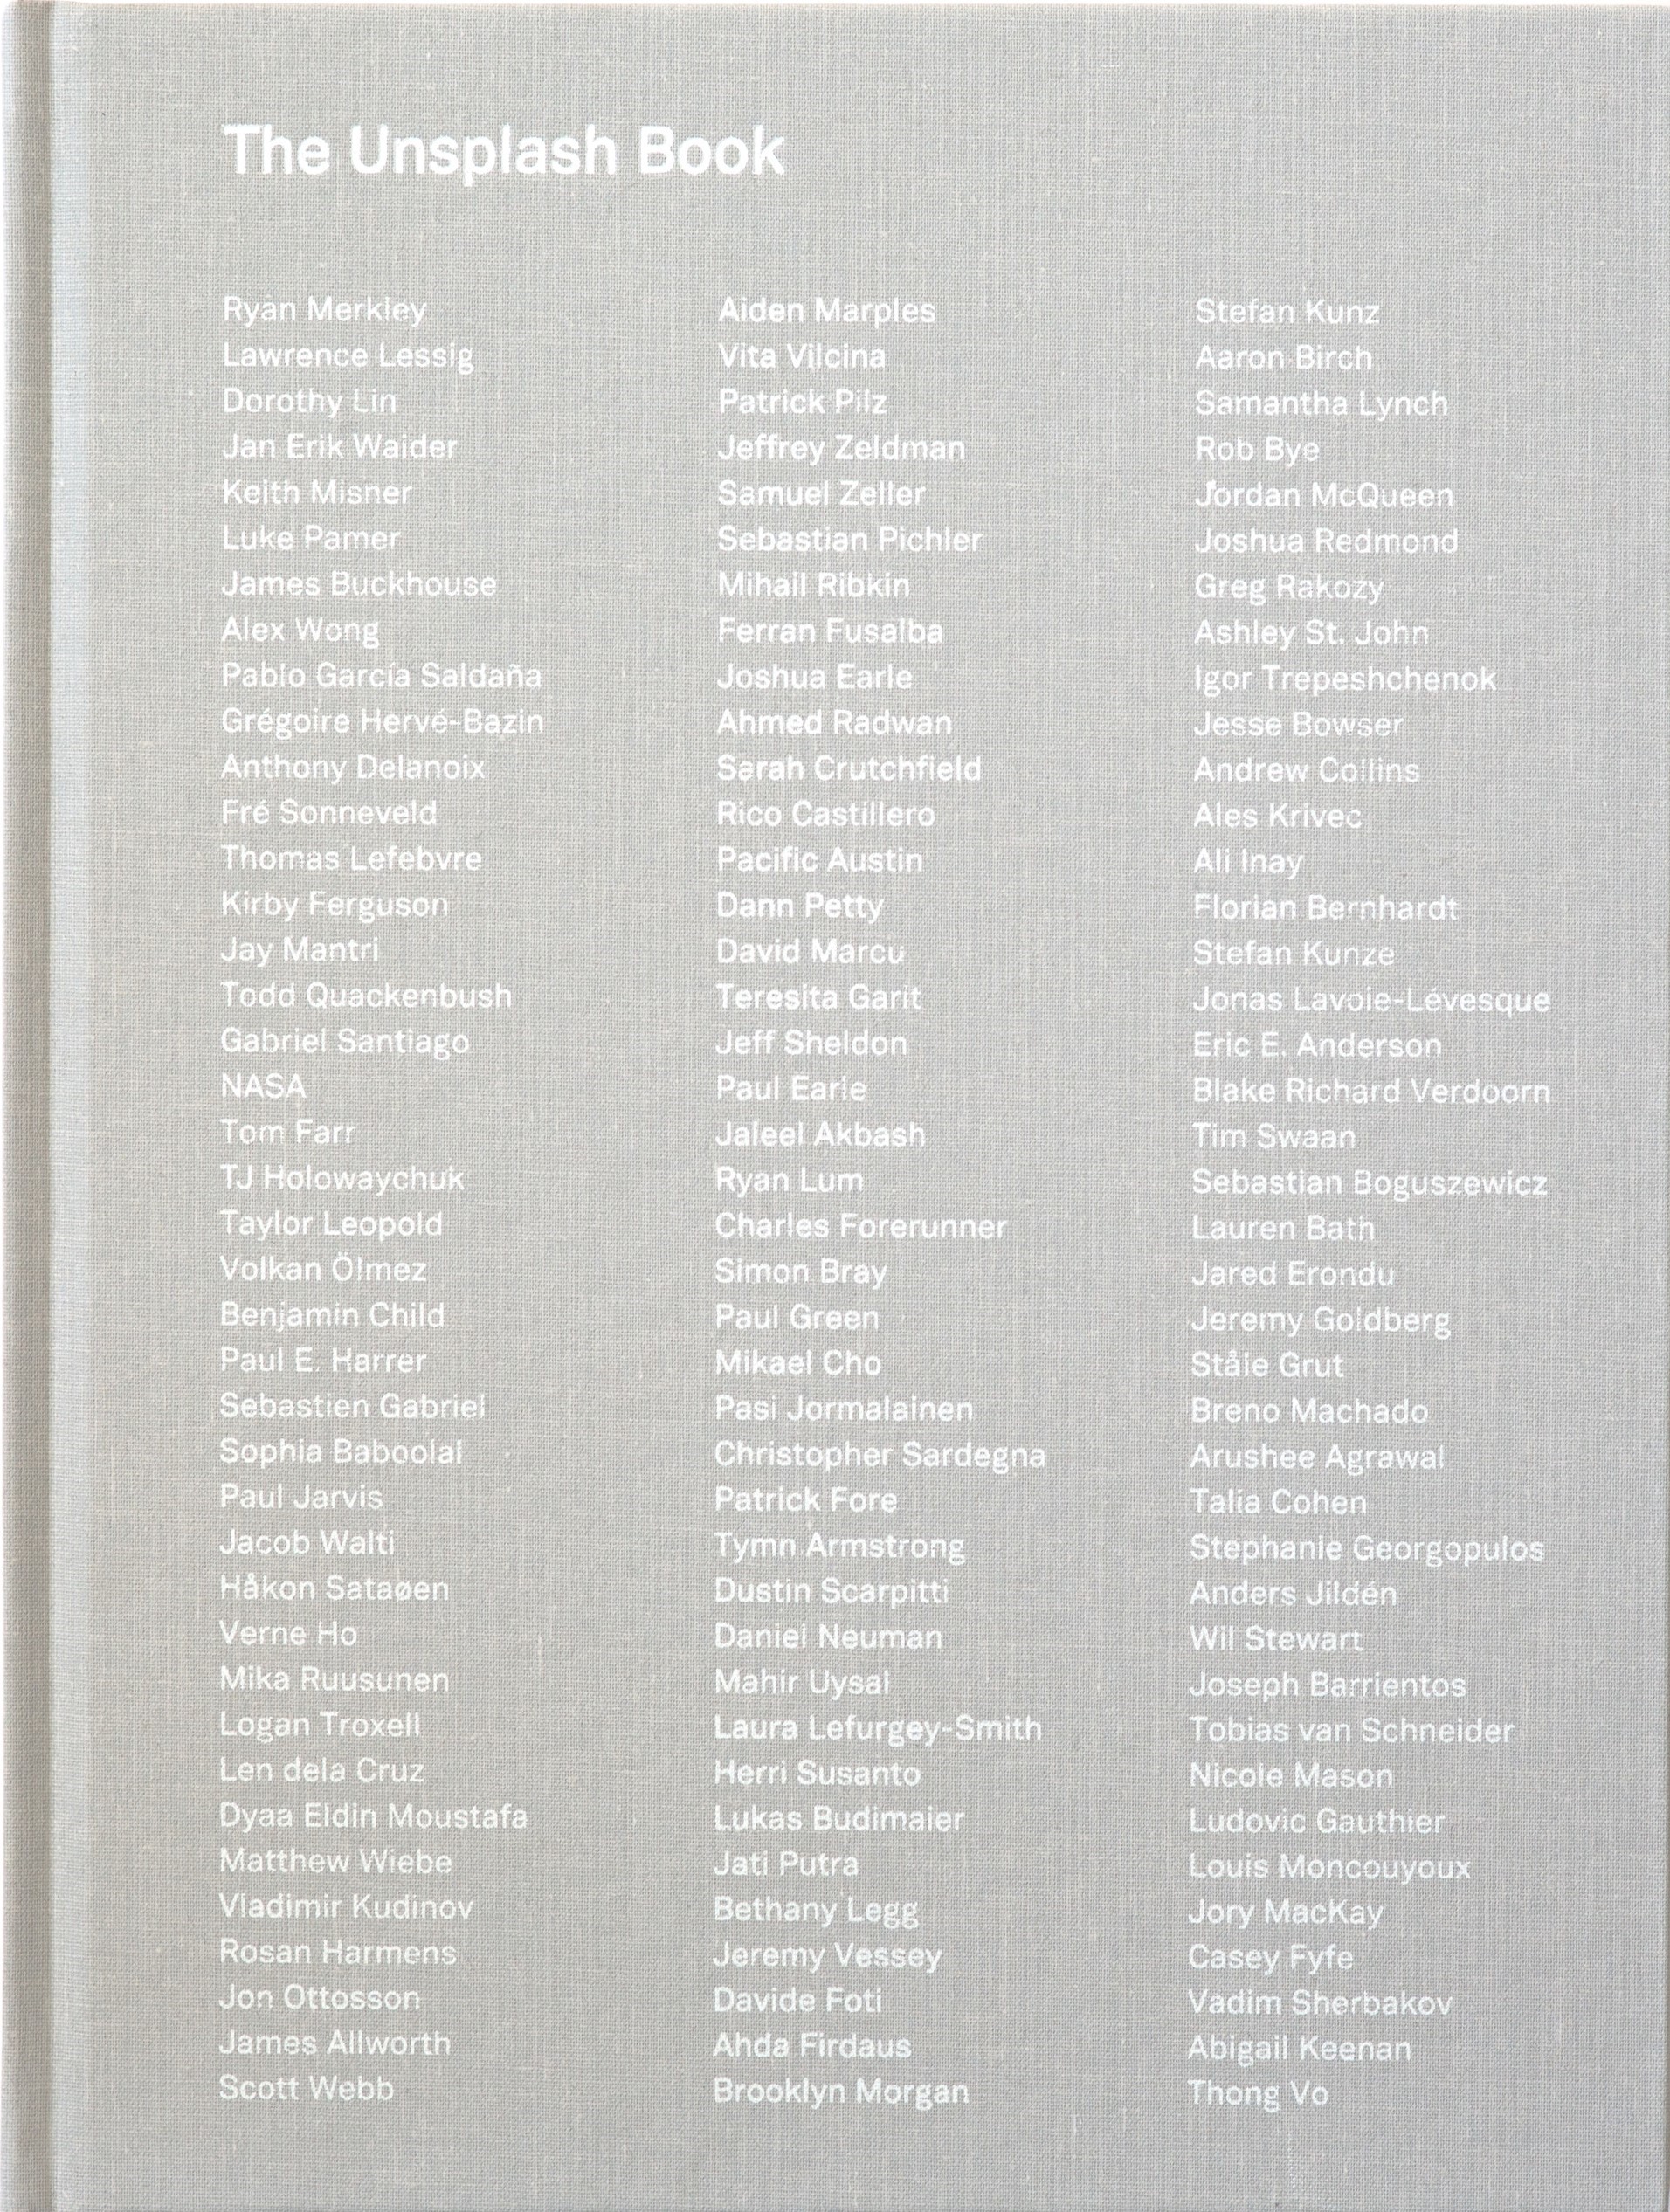 The Unsplash Book
Ryan Merkley
Lawrence Lessig
Dorothy Lin
Jan Erik Waider
Keith Misner
Luke Pamer
James Buckhouse
Alex Wong
Pablo García Saldaña
Grégoire Hervé-Bazin
Anthony Delanoix
Fré Sonneveld
Thomas Lefebvre
Kirby Ferguson
Jay Mantri
Todd Quackenbush
Gabriel Santiago
NASA
Tom Farr
TJ Holowaychuk
Taylor Leopold
Volkan Ölmez
Benjamin Child
Paul E. Harrer
Sebastien Gabriel
Sophia Baboolal
Paul Jarvis
Jacob Walti
Håkon Sataøen
Verne Ho
Mika Ruusunen
Logan Troxell
Len dela Cruz
Dyaa Eldin Moustafa
Matthew Wiebe
Vladimir Kudinov
Rosan Harmens
Jon Ottosson
James Allworth
Scott Webb
Aiden Marples
Vita Vilcina
Patrick Pilz
Jeffrey Zeldman
Samuel Zeller
Sebastian Pichler
Mihail Ribkin
Ferran Fusalba
Joshua Earle
Ahmed Radwan
Sarah Crutchfield
Rico Castillero
Pacific Austin
Dann Petty
David Marcu
Teresita Garit
Jeff Sheldon
Paul Earle
Jaleel Akbash
Ryan Lum
Charles Forerunner
Simon Bray
Paul Green
Mikael Cho
Pasi Jormalainen
Christopher Sardegna
Patrick Fore
Tymn Armstrong
Dustin Scarpitti
Daniel Neuman
Mahir Uysal
Laura Lefurgey-Smith
Herri Susanto
Lukas Budimaier
Jati Putra
Bethany Legg
Jeremy Vessey
Davide Foti
Ahda Firdaus
Brooklyn Morgan
Stefan Kunz
Aaron Birch
Samantha Lynch
Rob Bye
Jordan McQueen
Joshua Redmond
Greg Rakozy
Ashley St. John
Igor Trepeshchenok
Jesse Bowser
Andrew Collins
Ales Krivec
Ali Inay
Florian Bernhardt
Stefan Kunze
Jonas Lavoie-Lévesque
Eric E. Anderson
Blake Richard Verdoorn
Tim Swaan
Sebastian Boguszewicz
Lauren Bath
Jared Erondu
Jeremy Goldberg
Ståle Grut
Breno Machado
Arushee Agrawal
Talia Cohen
Stephanie Georgopulos
Anders Jildén
Wil Stewart
Joseph Barrientos
Tobias van Schneider
Nicole Mason
Ludovic Gauthier
Louis Moncouyoux
Jory MacKay
Casey Fyfe
Vadim Sherbakov
Abigail Keenan
Thong Vo